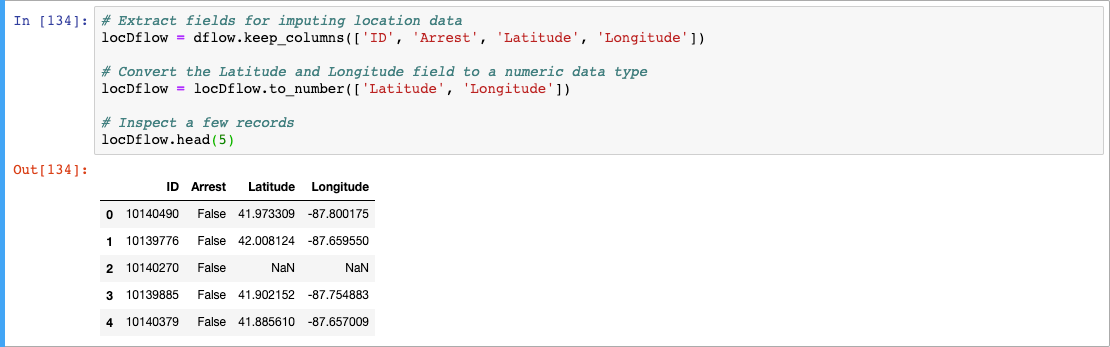 In [134]: # Extract fields for imputing location data
locDflow = dflow.keep_columns(['ID', 'Arrest', 'Latitude', 'Longitude'])
# Convert the Latitude and Longitude field to a numeric data type
locDflow = locDflow.to_number(['Latitude', 'Longitude'])
# Inspect a few records
locDflow.head(5)
Out[134]:
ID Arrest Latitude Longitude
0 10140490 False 41.973309 -87.800175
1 10139776 False 42.008124 -87.659550
2 10140270 False NaN NaN
3 10139885 False 41.902152 -87.754883
4 10140379 False 41.885610 -87.657009